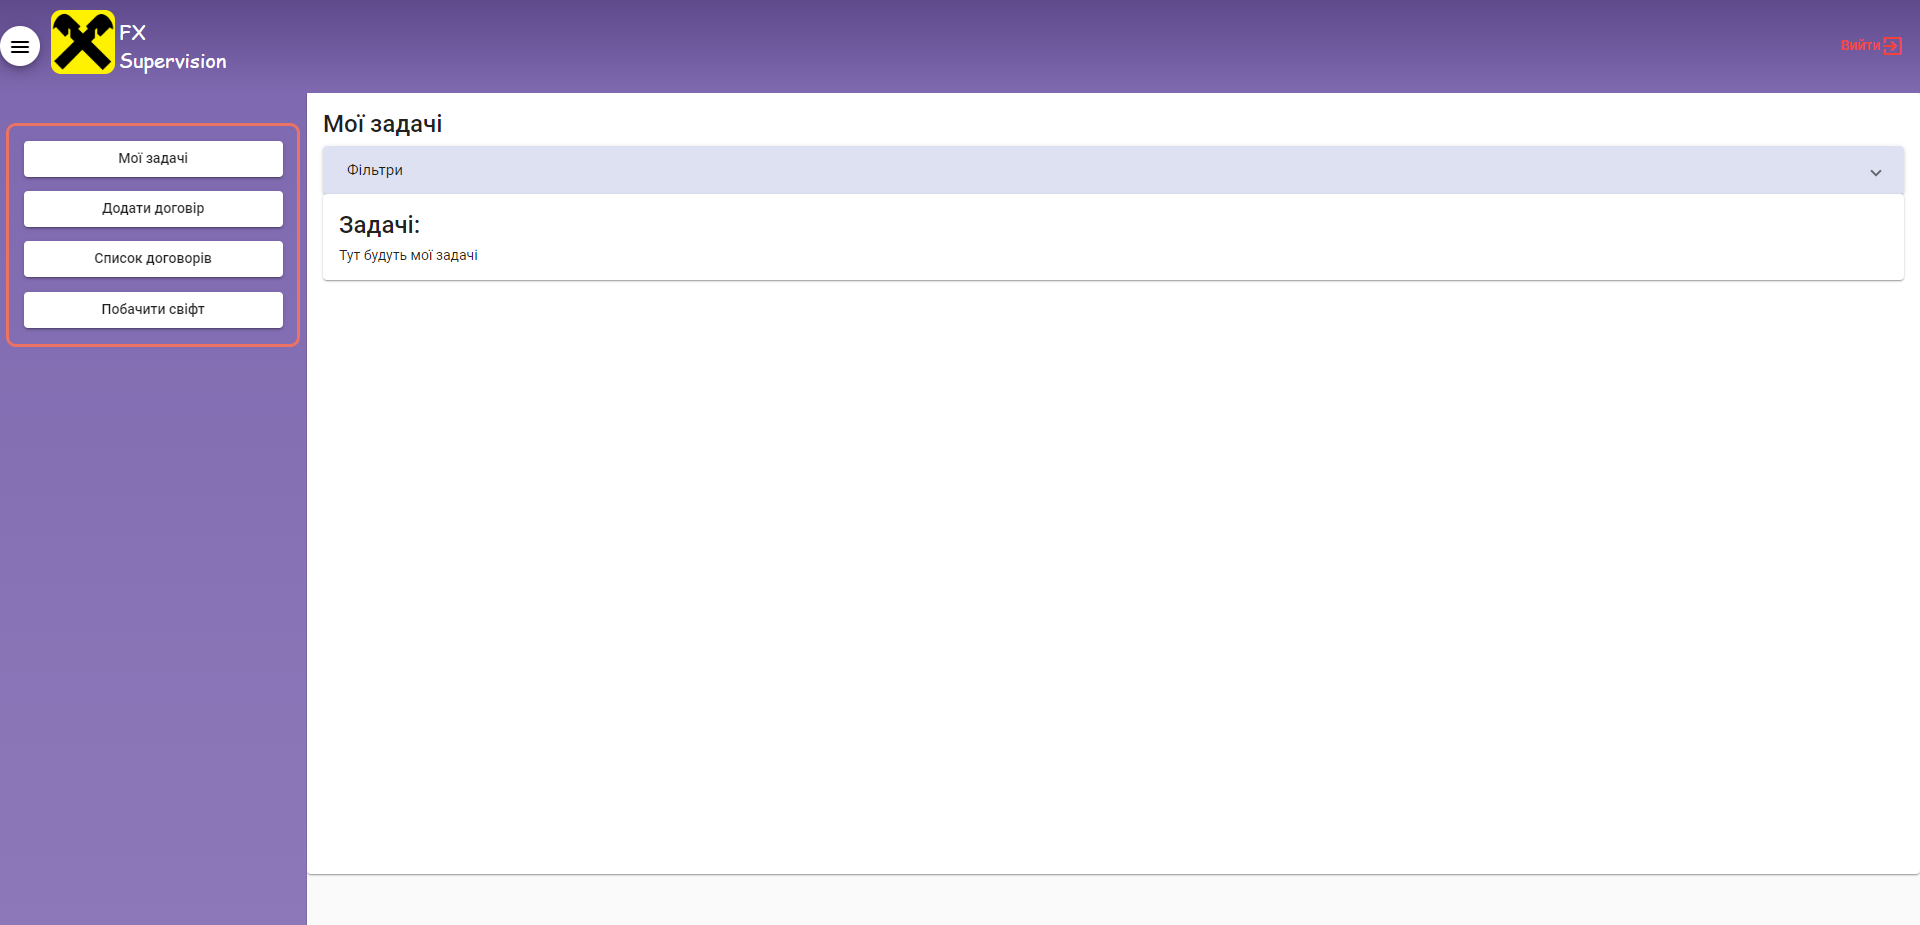 FX
Supervision
Вийти
Мої задачі
Додати договір
Список договорів
Побачити свіфт
Мої задачі
Фільтри
Задачі:
Тут будуть мої задачі